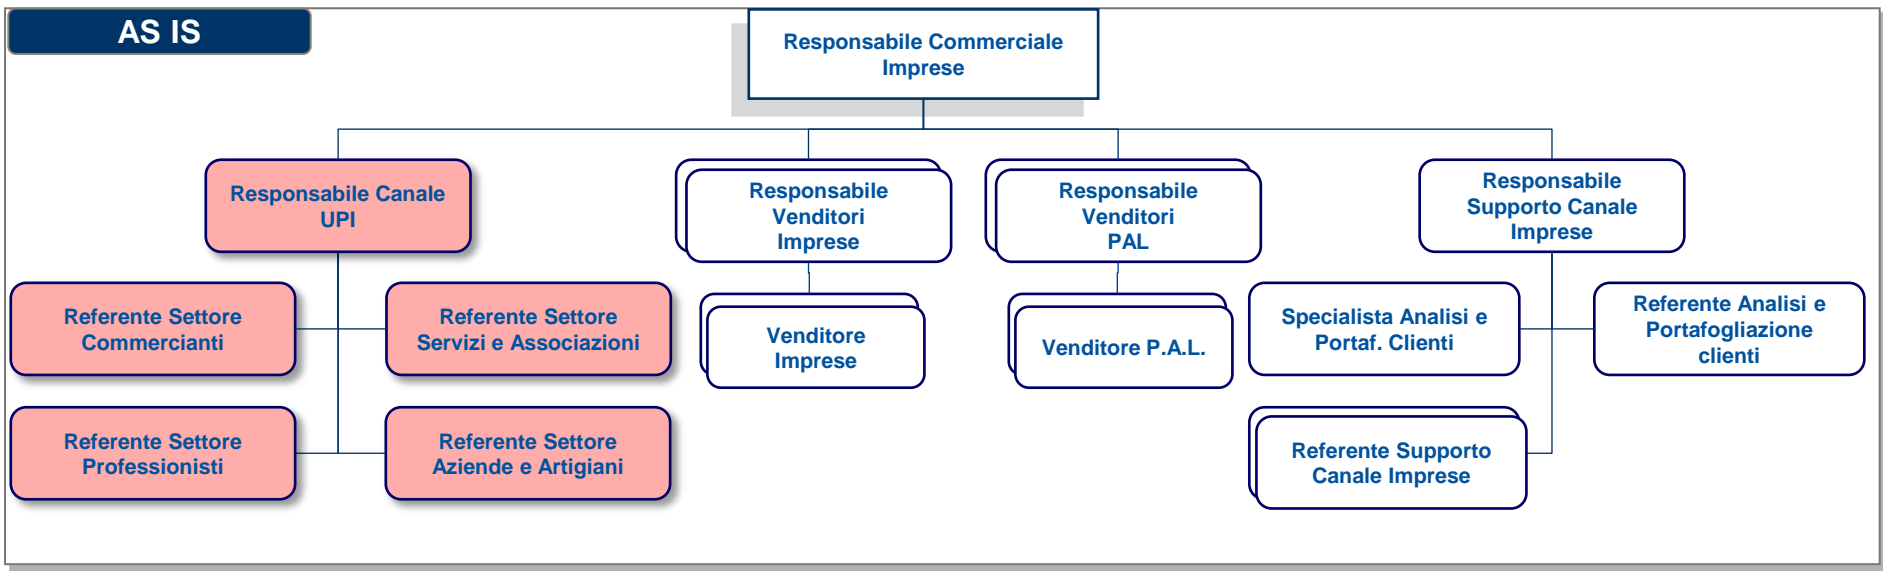 AS IS
Responsabile Commerciale
Imprese
Responsabile Canale
UPI
Responsabile
Venditori
Imprese
Responsabile
Venditori
PAL
Responsabile
Supporto Canale
Imprese
Referente Settore
Commercianti
Referente Settore
Servizi e Associazioni
Venditore
Imprese
Venditore P.A.L.
Specialista Analisi e
Portaf. Clienti
Referente Analisi e
Portafogliazione
clienti
Referente Settore
Professionisti
Referente Settore
Aziende e Artigiani
Referente Supporto
Canale Imprese